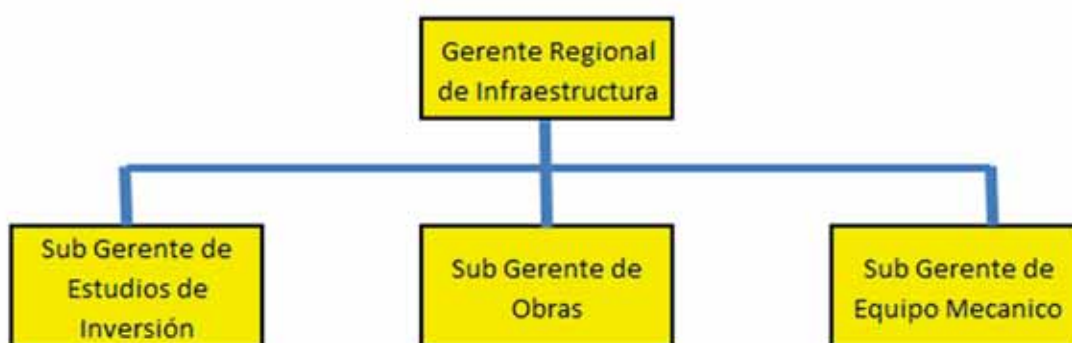 Gerente Regional
de Infraestructura
Sub Gerente de
Estudios de
Inversión
Sub Gerente de
Obras
Sub Gerente de
Equipo Mecanico